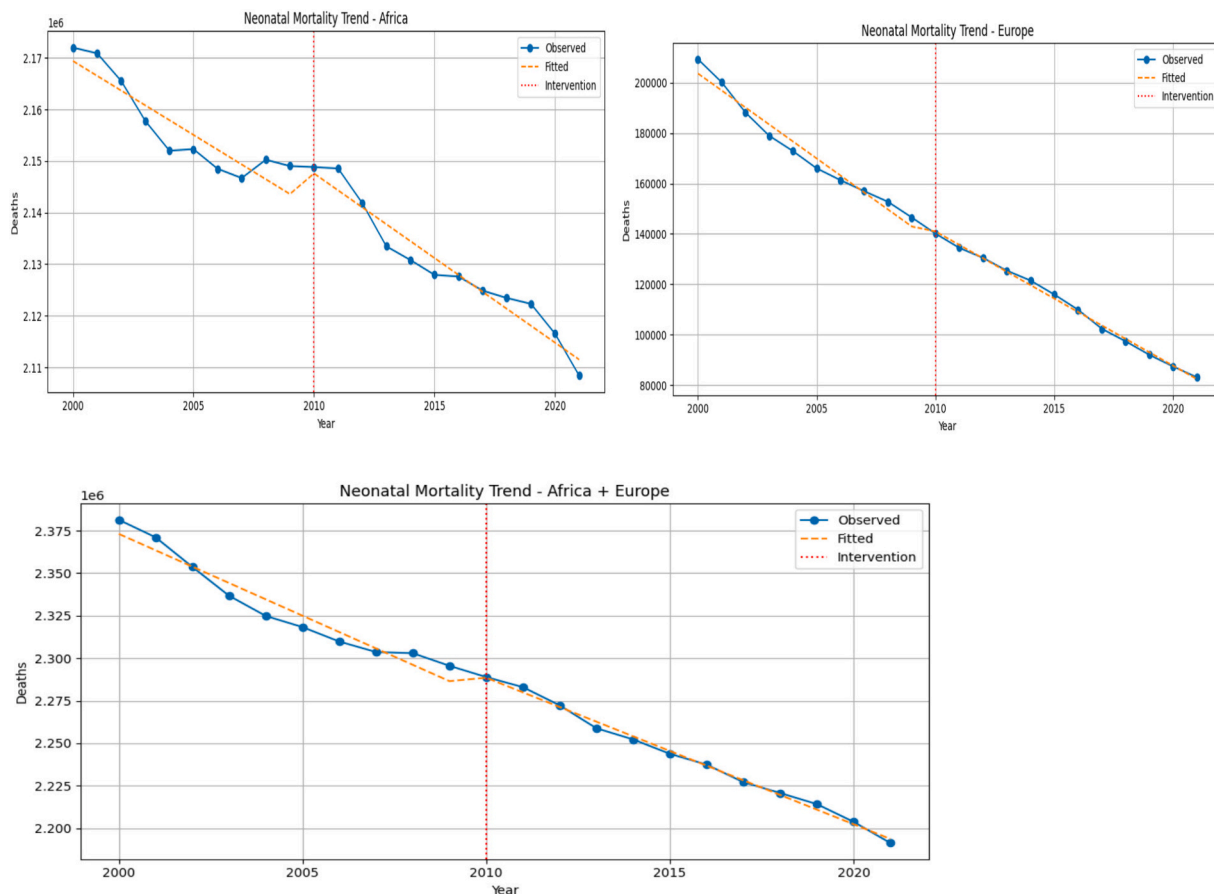 Neonatal Mortality Trend - Africa
1e6
2.17
2.16
2.15
2.14
2.13
2.12
2.11
Deaths
2000
2005
2010
2015
2020
Year
Observed
Fitted
Intervention
Neonatal Mortality Trend - Europe
200000
180000
160000
140000
120000
100000
80000
Deaths
2000
2005
2010
2015
2020
Year
Observed
Fitted
Intervention
Neonatal Mortality Trend - Africa + Europe
1e6
2.375
2.350
2.325
2.300
2.275
2.250
2.225
2.200
Deaths
2000
2005
2010
2015
2020
Year
Observed
Fitted
Intervention